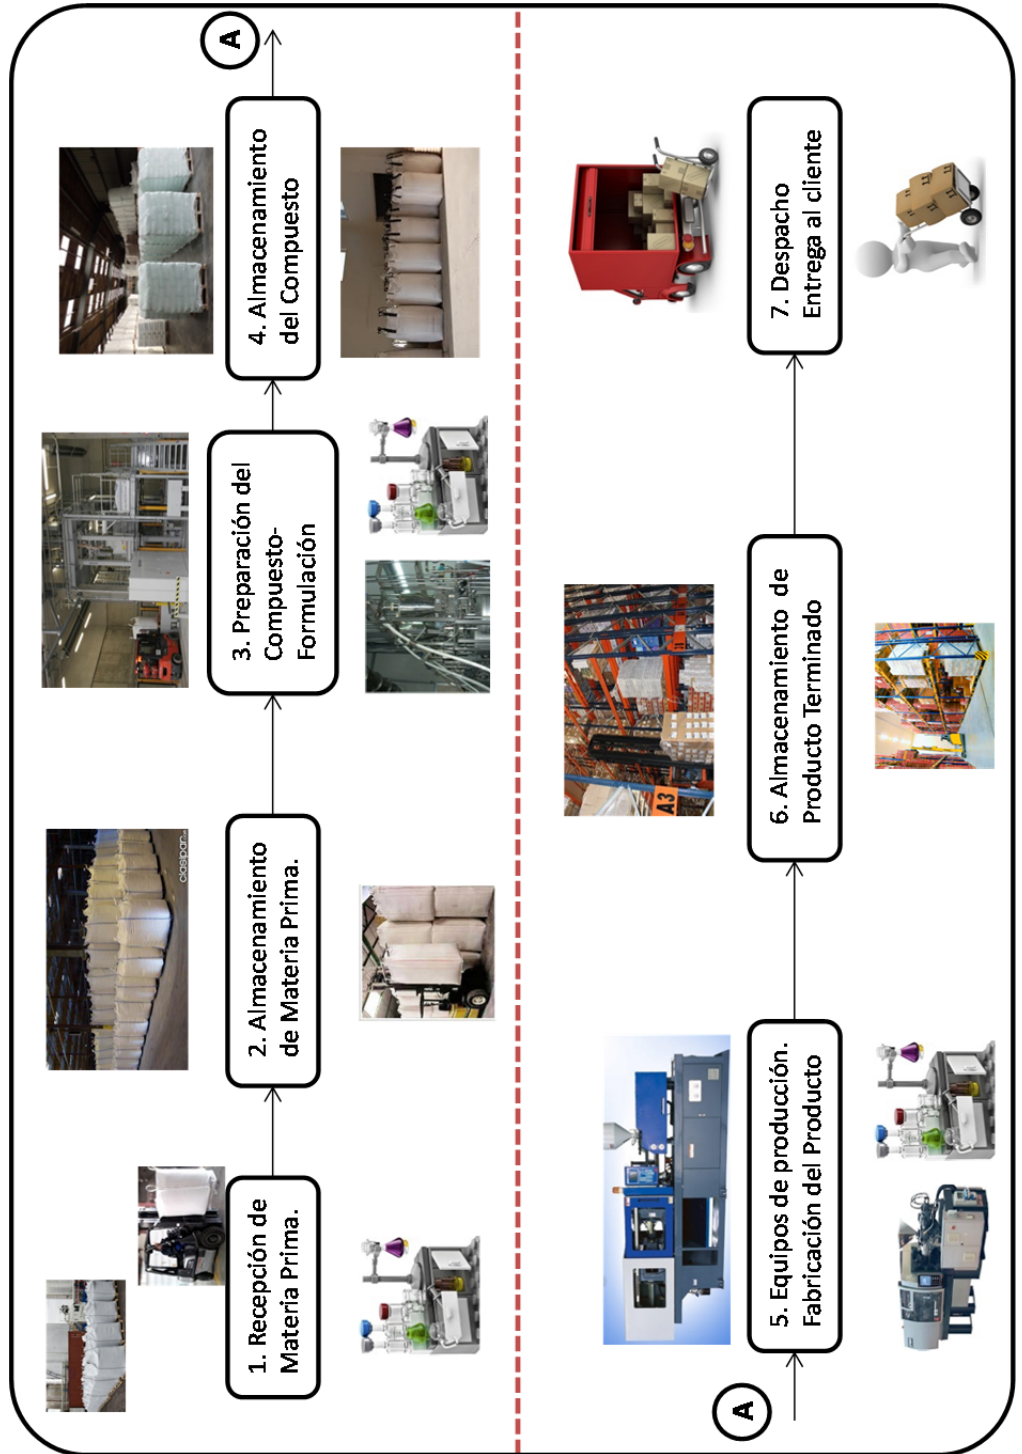 1. Recepción de
Materia Prima.
2. Almacenamiento
de Materia Prima.
clasipar
3. Preparación del
Compuesto-
Formulación
4. Almacenamiento
del Compuesto
A
A
5. Equipos de producción.
Fabricación del Producto
6. Almacenamiento de
Producto Terminado
A3
7. Despacho
Entrega al cliente